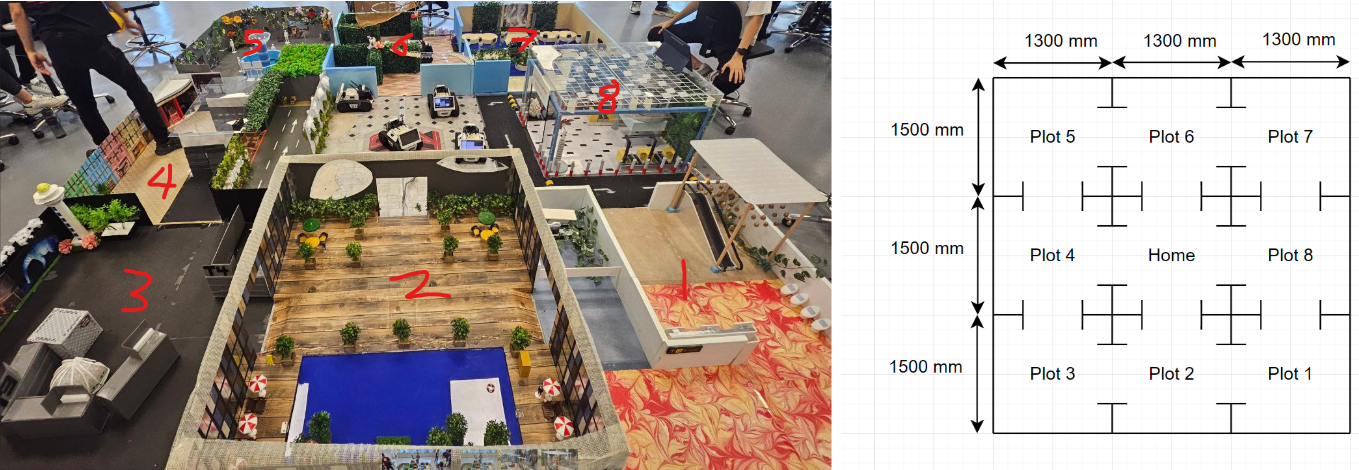 5
6
7
8
4
3
2
1
T4
1300 mm
1300 mm
1300 mm
1500 mm
Plot 5
Plot 6
Plot 7
1500 mm
Plot 4
Home
Plot 8
1500 mm
Plot 3
Plot 2
Plot 1